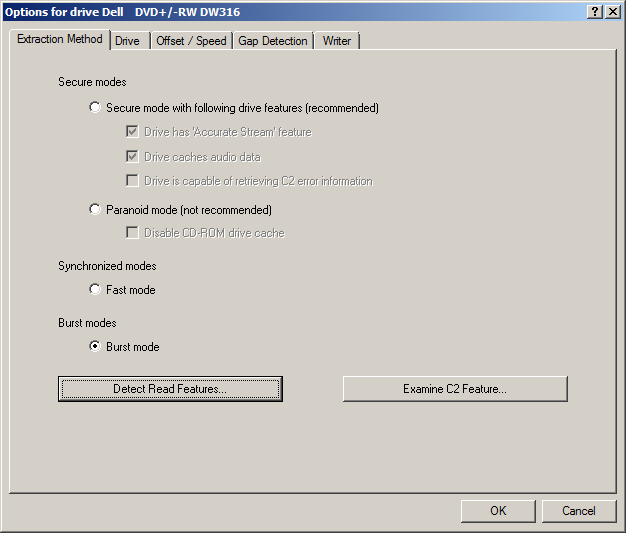 Options for drive Dell    DVD+/-RW DW316
Extraction Method Drive Offset / Speed Gap Detection Writer
Secure modes
Secure mode with following drive features (recommended)
Drive has 'Accurate Stream' feature
Drive caches audio data
Drive is capable of retrieving C2 error information
Paranoid mode (not recommended)
Disable CD-ROM drive cache
Synchronized modes
Fast mode
Burst modes
Burst mode
Detect Read Features... Examine C2 Feature...
OK Cancel